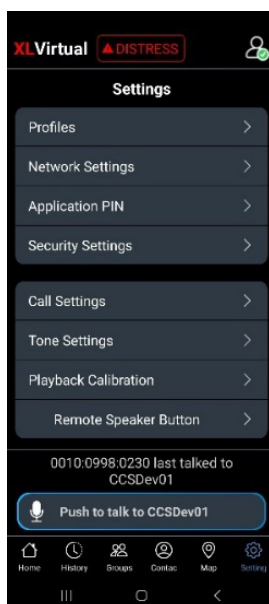 XLVirtual DISTRESS
Settings
Profiles
Network Settings
Application PIN
Security Settings
Call Settings
Tone Settings
Playback Calibration
Remote Speaker Button
0010:0998:0230 last talked to
CCSDev01
Push to talk to CCSDev01
Home History Groups Contac Map Setting